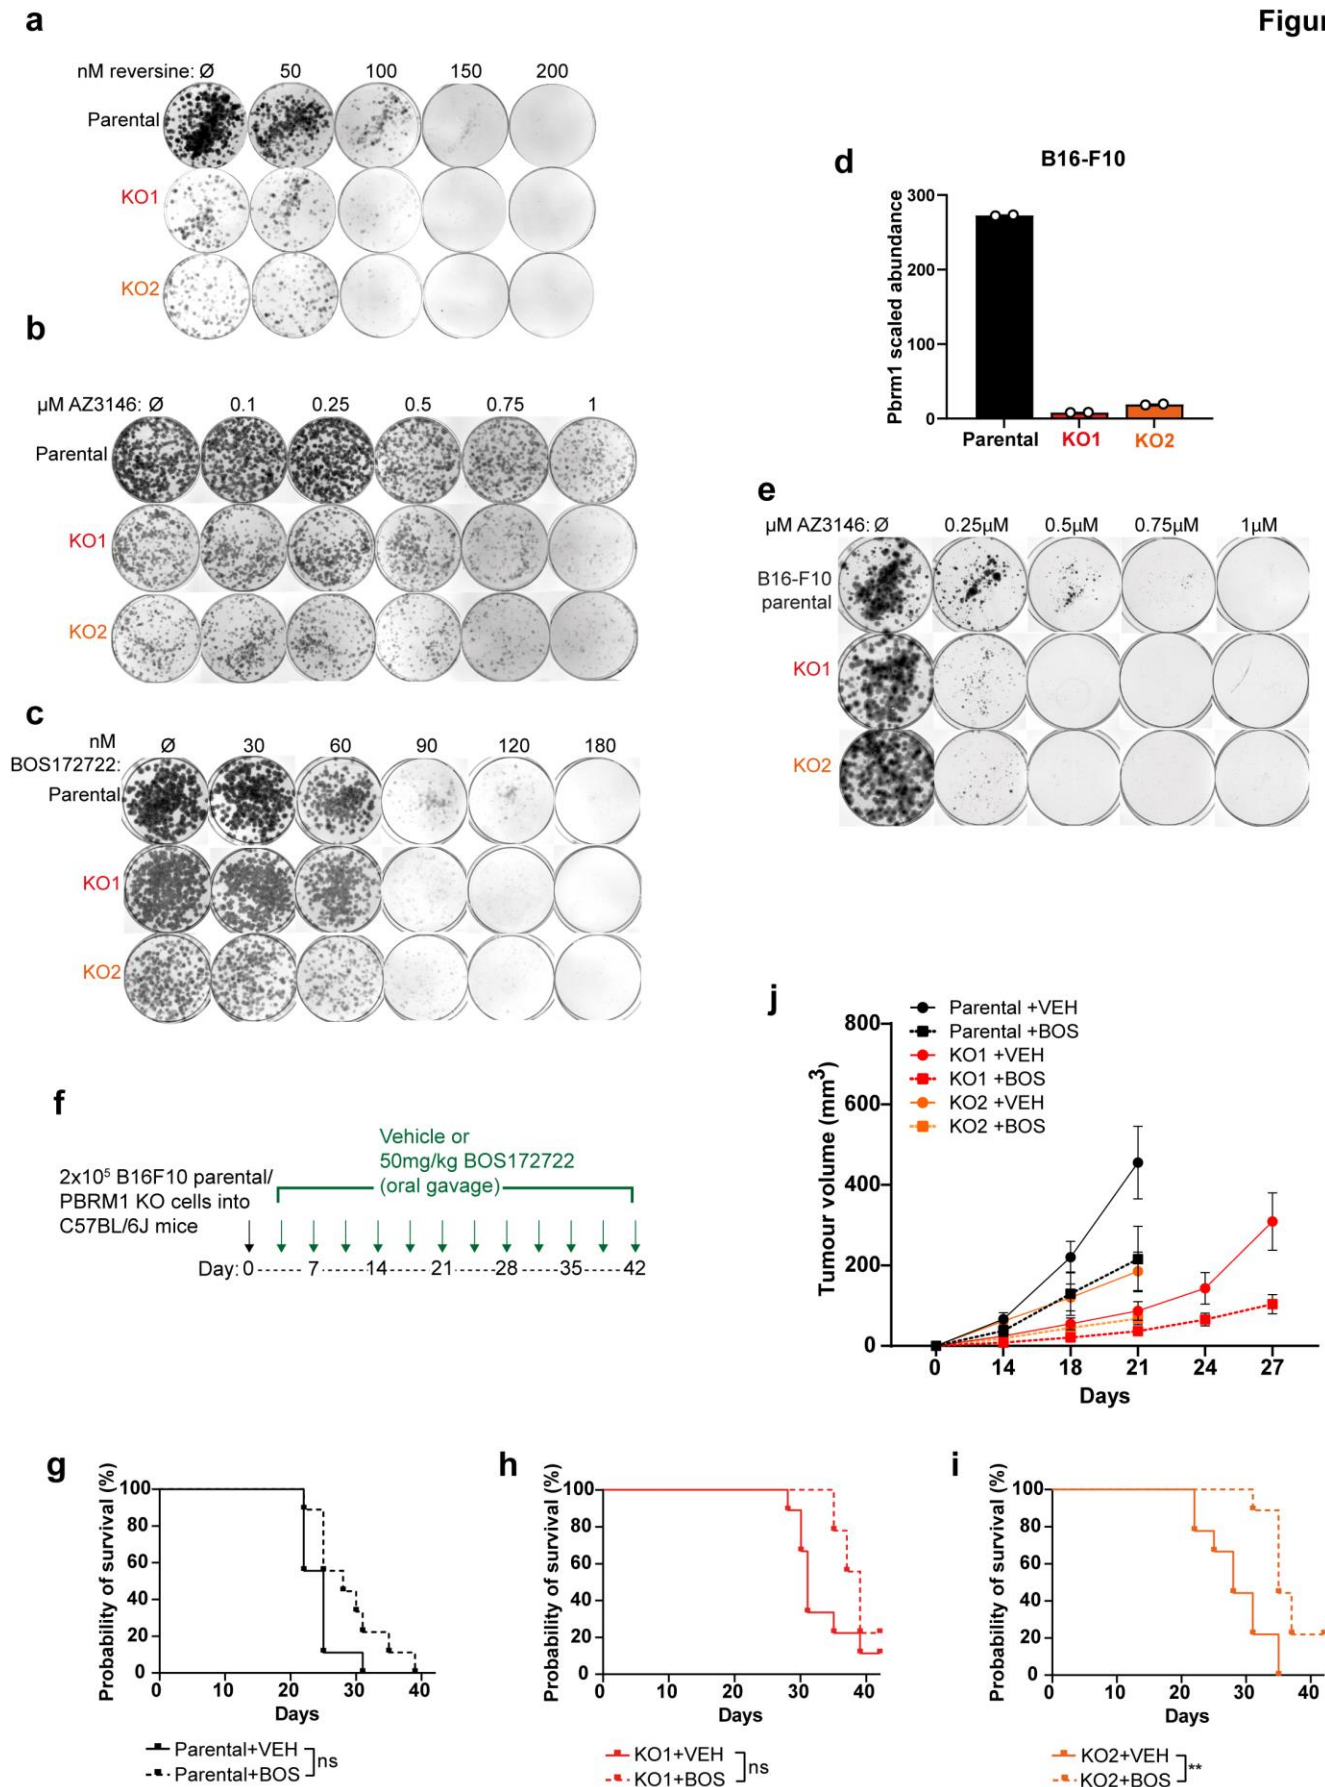 Figur
a
nM reversine: Ø 50 100 150 200
Parental
KO1
KO2
b
µM AZ3146: Ø 0.1 0.25 0.5 0.75 1
Parental
KO1
KO2
c
nM
BOS172722: Ø 30 60 90 120 180
Parental
KO1
KO2
d
B16-F10
Pbrm1 scaled abundance
300
200
100
0
Parental KO1 KO2
e
µM AZ3146: Ø 0.25µM 0.5µM 0.75µM 1µM
B16-F10
parental
KO1
KO2
f
Vehicle or
50mg/kg BOS172722
(oral gavage)
2x10⁵ B16F10 parental/
PBRM1 KO cells into
C57BL/6J mice
Day: 0 ------ 7 ------ 14 ------ 21 ------ 28 ------ 35 ------ 42
j
Parental +VEH
Parental +BOS
KO1 +VEH
KO1 +BOS
KO2 +VEH
KO2 +BOS
Tumour volume (mm³)
800
600
400
200
0
0 14 18 21 24 27
Days
g
Probability of survival (%)
100
80
60
40
20
0
0 10 20 30 40
Days
Parental+VEH
Parental+BOS
ns
h
Probability of survival (%)
100
80
60
40
20
0
0 10 20 30 40
Days
KO1+VEH
KO1+BOS
ns
i
Probability of survival (%)
100
80
60
40
20
0
0 10 20 30 40
Days
KO2+VEH
KO2+BOS
**